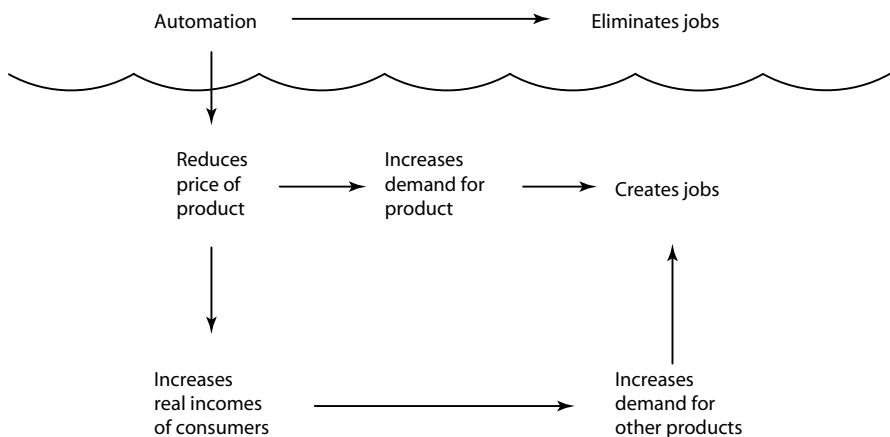 Automation
Eliminates jobs
Reduces
price of
product
Increases
demand for
product
Creates jobs
Increases
real incomes
of consumers
Increases
demand for
other products